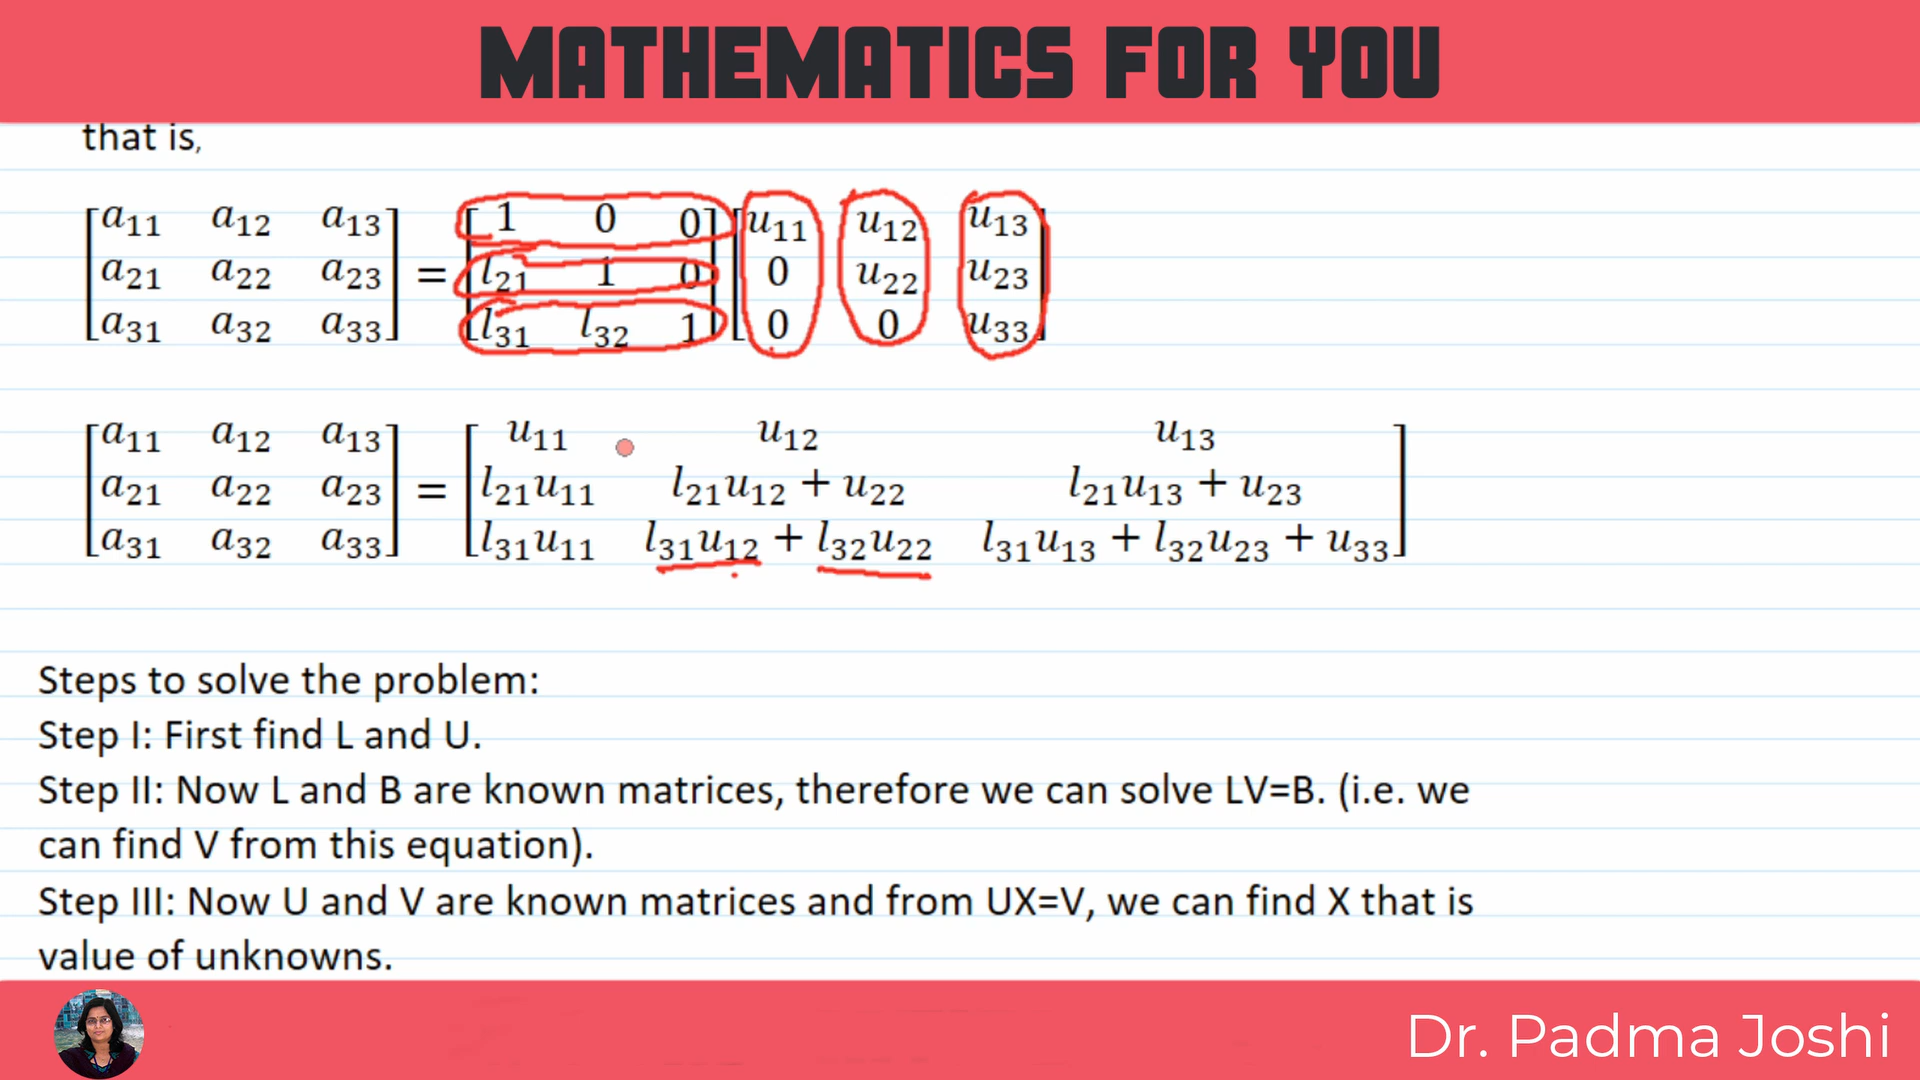 MATHEMATICS FOR YOU
that is,
[a11 a12 a13] [1 0 0] [u11 u12 u13]
[a21 a22 a23] = [l21 1 0] [0 u22 u23]
[a31 a32 a33] [l31 l32 1] [0 0 u33]
[a11 a12 a13] [u11 u12 u13]
[a21 a22 a23] = [l21u11 l21u12 + u22 l21u13 + u23]
[a31 a32 a33] [l31u11 l31u12 + l32u22 l31u13 + l32u23 + u33]
Steps to solve the problem:
Step I: First find L and U.
Step II: Now L and B are known matrices, therefore we can solve LV=B. (i.e. we
can find V from this equation).
Step III: Now U and V are known matrices and from UX=V, we can find X that is
value of unknowns.
Dr. Padma Joshi